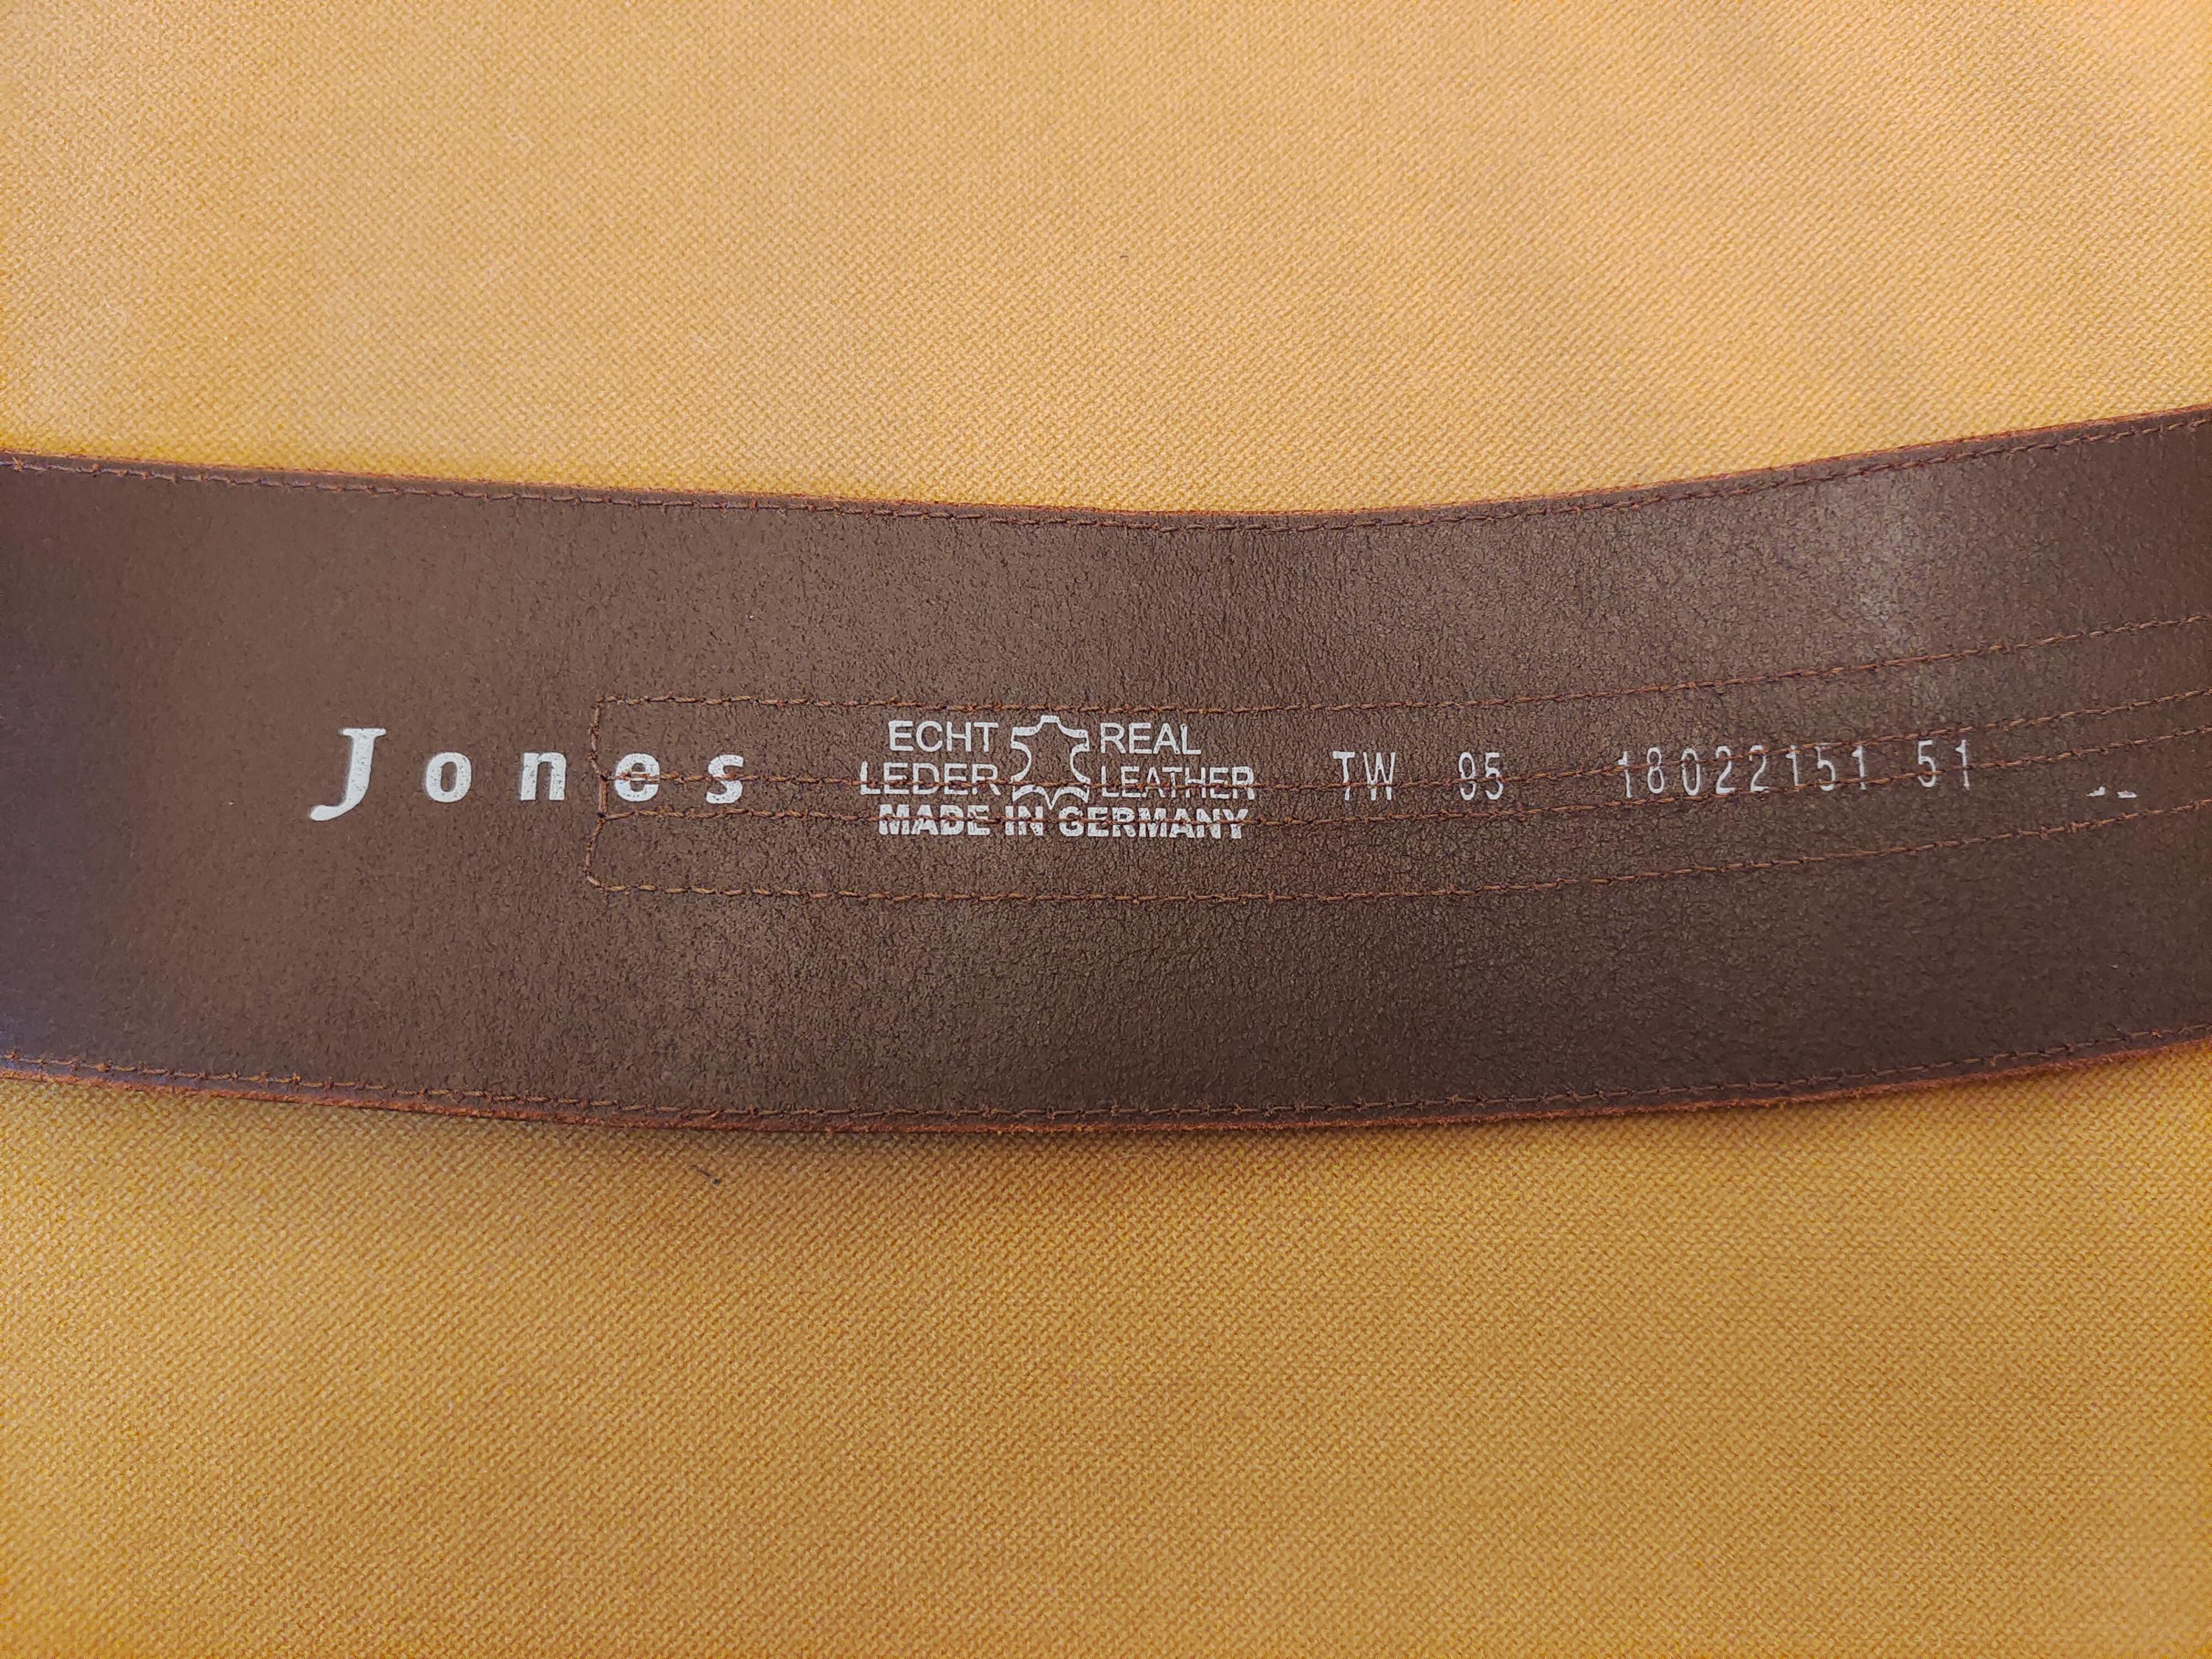 Jones
ECHT REAL
LEDER LEATHER
MADE IN GERMANY
TW 95 18022151 51